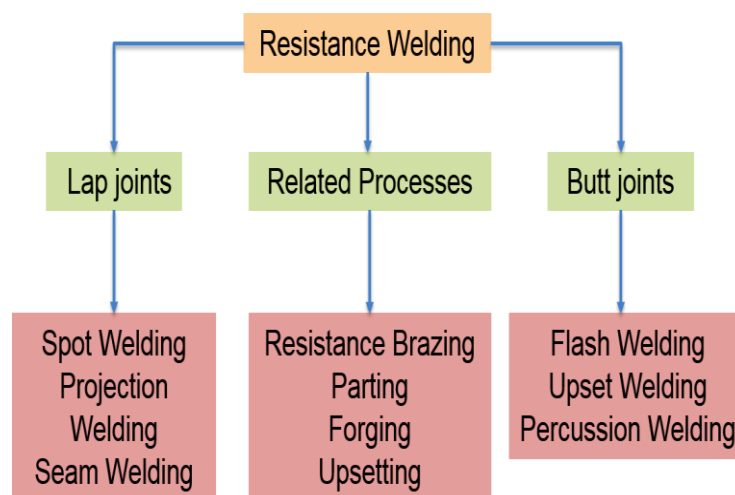 Resistance Welding
Lap joints
Related Processes
Butt joints
Spot Welding
Projection
Welding
Seam Welding
Resistance Brazing
Parting
Forging
Upsetting
Flash Welding
Upset Welding
Percussion Welding